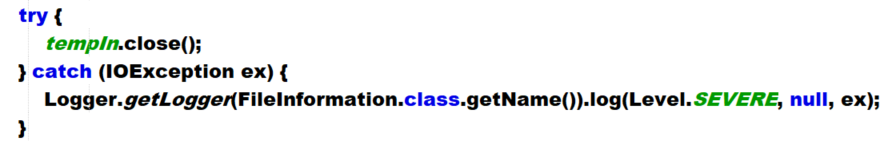 try {
tempIn.close();
} catch (IOException ex) {
Logger.getLogger(FileInformation.class.getName()).log(Level.SEVERE, null, ex);
}